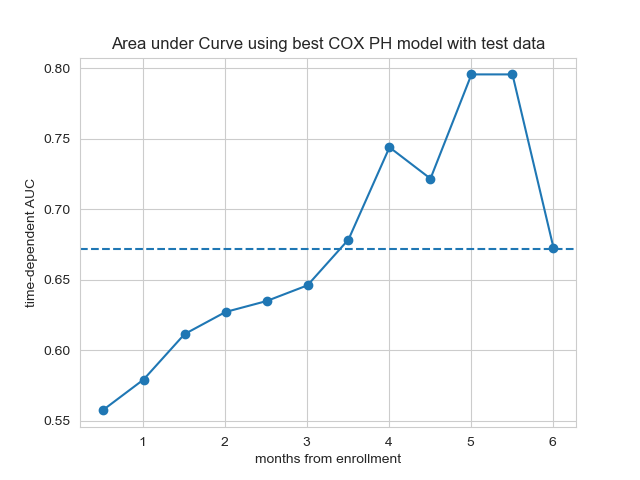 Area under Curve using best COX PH model with test data
0.80
0.75
0.70
0.65
0.60
0.55
time-dependent AUC
1 2 3 4 5 6
months from enrollment